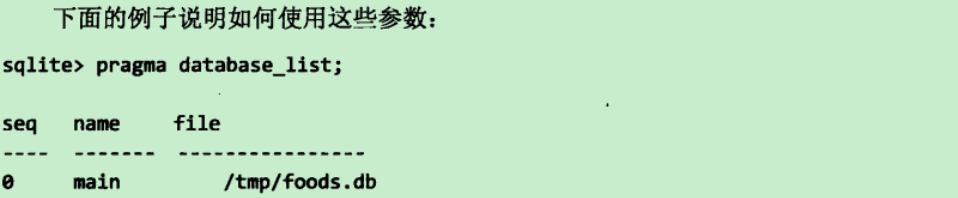 下面的例子说明如何使用这些参数：
sqlite> pragma database_list;
seq name file
---- ------- ----------------
0 main /tmp/foods.db